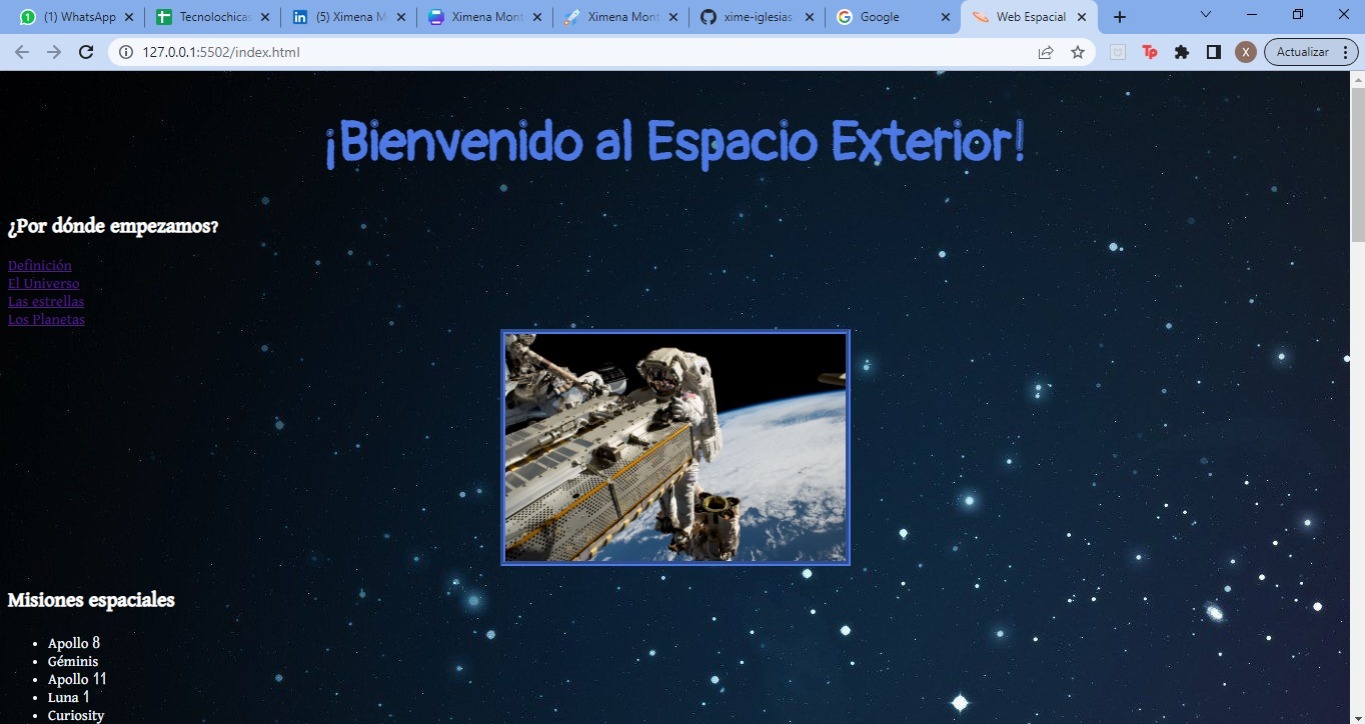 (1) WhatsApp
Tecnolochicas
(5) Ximena M
Ximena Mont
Ximena Mont
xime-iglesias
Google
Web Espacial
127.0.0.1:5502/index.html
Tp
X
Actualizar
¡Bienvenido al Espacio Exterior!
¿Por dónde empezamos?
Definición
El Universo
Las estrellas
Los Planetas
Misiones espaciales
• Apollo 8
• Géminis
• Apollo 11
• Luna 1
• Curiosity